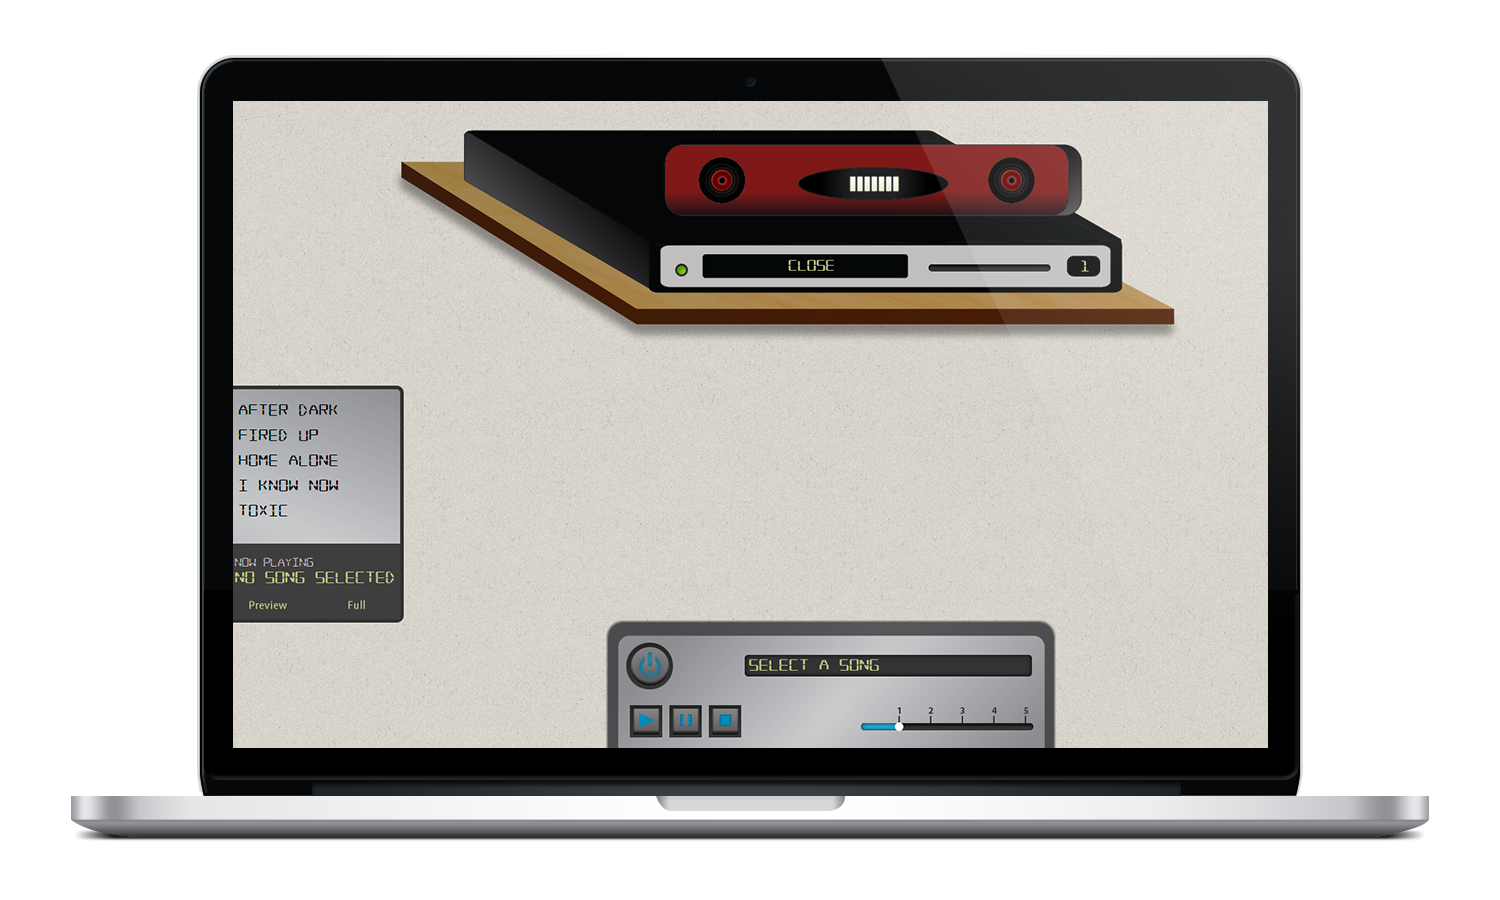 CLOSE
1
AFTER DARK
FIRED UP
HOME ALONE
I KNOW NOW
TOXIC
NOW PLAYING
NO SONG SELECTED
Preview Full
SELECT A SONG
1 2 3 4 5